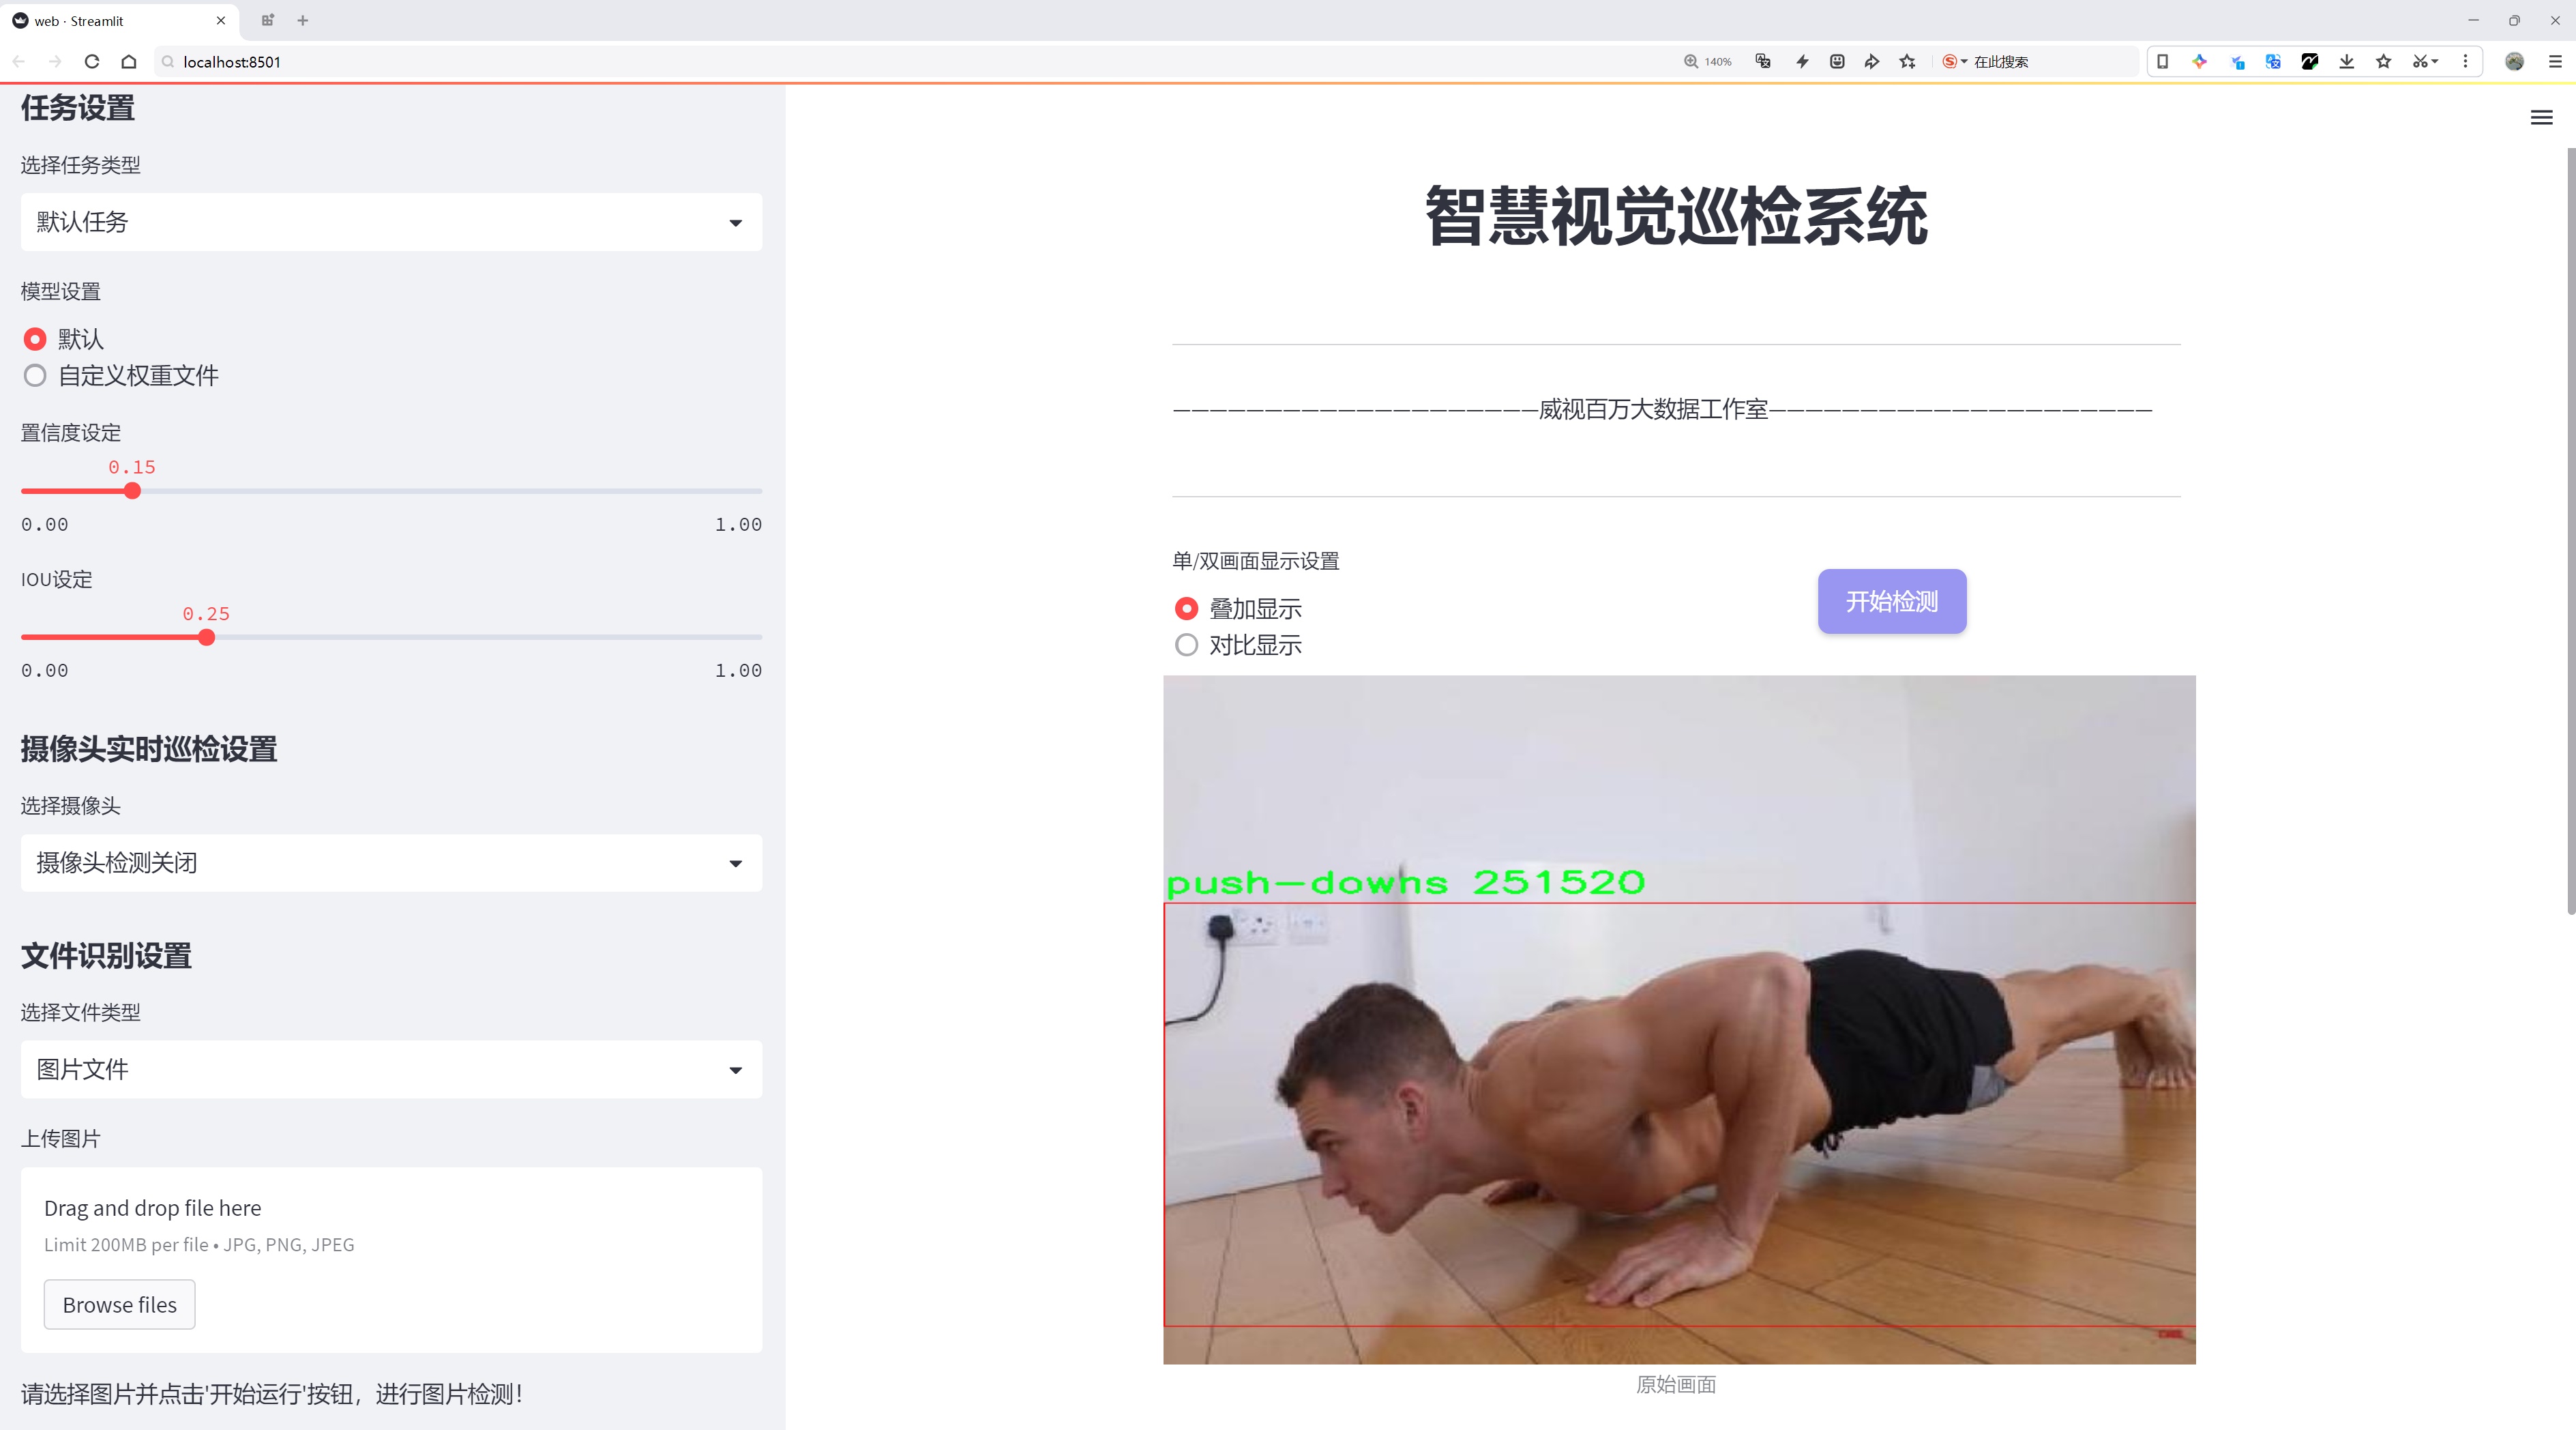 web · Streamlit
localhost:8501
140%
在此搜索
任务设置
选择任务类型
默认任务
模型设置
默认
自定义权重文件
置信度设定
0.15
0.00
1.00
IOU设定
0.25
0.00
1.00
摄像头实时巡检设置
选择摄像头
摄像头检测关闭
文件识别设置
选择文件类型
图片文件
上传图片
Drag and drop file here
Limit 200MB per file • JPG, PNG, JPEG
Browse files
请选择图片并点击'开始运行'按钮，进行图片检测！
智慧视觉巡检系统
————————————————————威视百万大数据工作室—————————————————————
单/双画面显示设置
叠加显示
对比显示
开始检测
push-downs 251520
原始画面